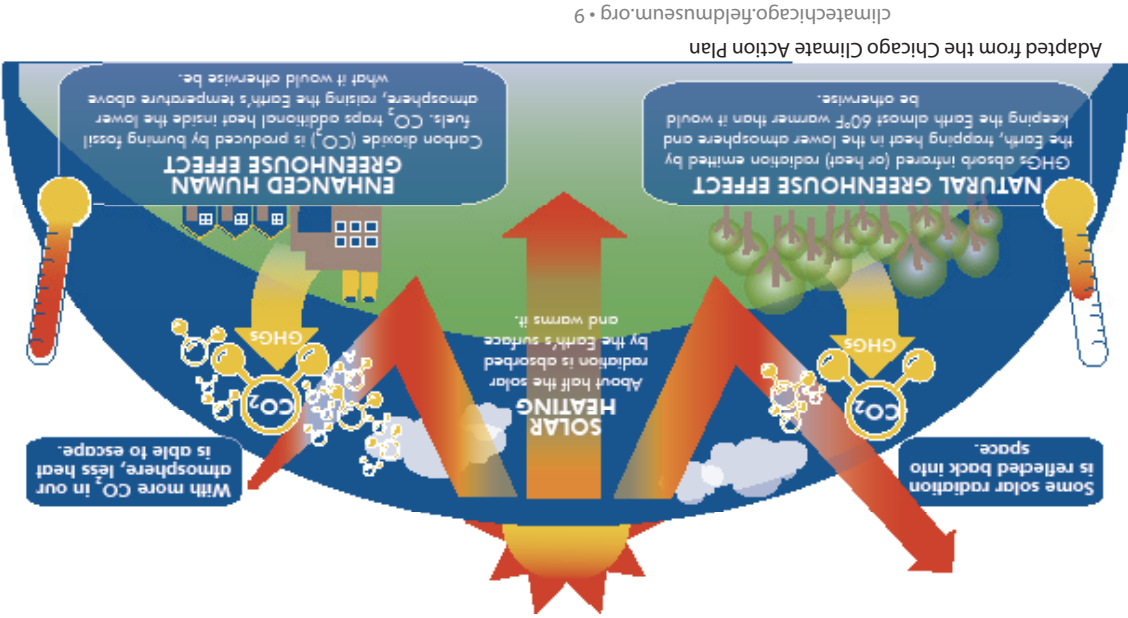 Some solar radiation
is reflected back into
space.
CO₂
GHGs
SOLAR
HEATING
About half the solar
radiation is absorbed
by the Earth's surface
and warms it.
With more CO₂ in our
atmosphere, less heat
is able to escape.
CO₂
GHGs
NATURAL GREENHOUSE EFFECT
GHGs absorb infrared (or heat) radiation emitted by
the Earth, trapping heat in the lower atmosphere and
keeping the Earth almost 60°F warmer than it would
be otherwise.
ENHANCED HUMAN
GREENHOUSE EFFECT
Carbon dioxide (CO₂) is produced by burning fossil
fuels. CO₂ traps additional heat inside the lower
atmosphere, raising the Earth's temperature above
what it would otherwise be.
Adapted from the Chicago Climate Action Plan
climatechicago.fieldmuseum.org • 9